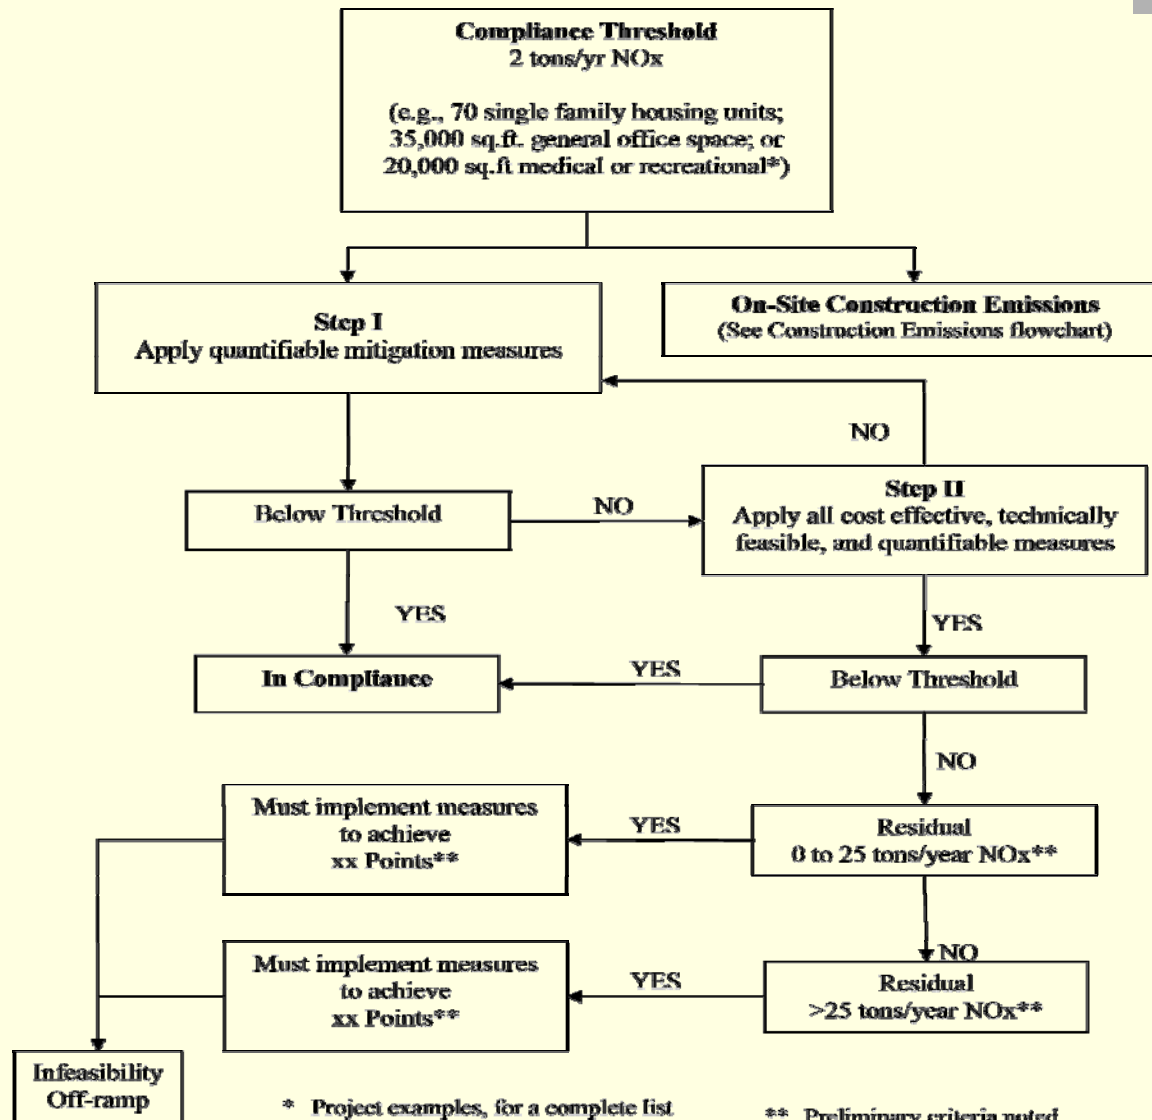 Compliance Threshold
2 tons/yr NOx
(e.g., 70 single family housing units;
35,000 sq.ft. general office space; or
20,000 sq.ft medical or recreational*)
Step I
Apply quantifiable mitigation measures
On-Site Construction Emissions
(See Construction Emissions flowchart)
NO
Step II
Apply all cost effective, technically
feasible, and quantifiable measures
Below Threshold
NO
YES
YES
In Compliance
YES
Below Threshold
NO
Must implement measures
to achieve
xx Points**
YES
Residual
0 to 25 tons/year NOx**
NO
Must implement measures
to achieve
xx Points**
YES
Residual
>25 tons/year NOx**
Infeasibility
Off-ramp
* Project examples, for a complete list
** Preliminary criteria noted